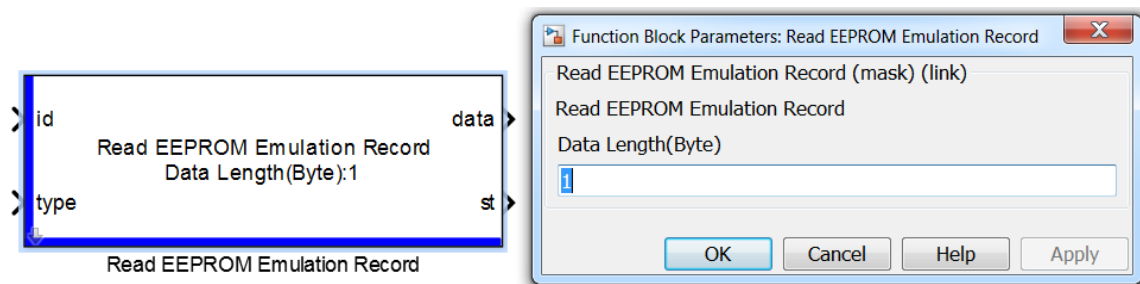 id
data
Read EEPROM Emulation Record
Data Length(Byte):1
type
st
Read EEPROM Emulation Record
Function Block Parameters: Read EEPROM Emulation Record
Read EEPROM Emulation Record (mask) (link)
Read EEPROM Emulation Record
Data Length(Byte)
1
OK
Cancel
Help
Apply